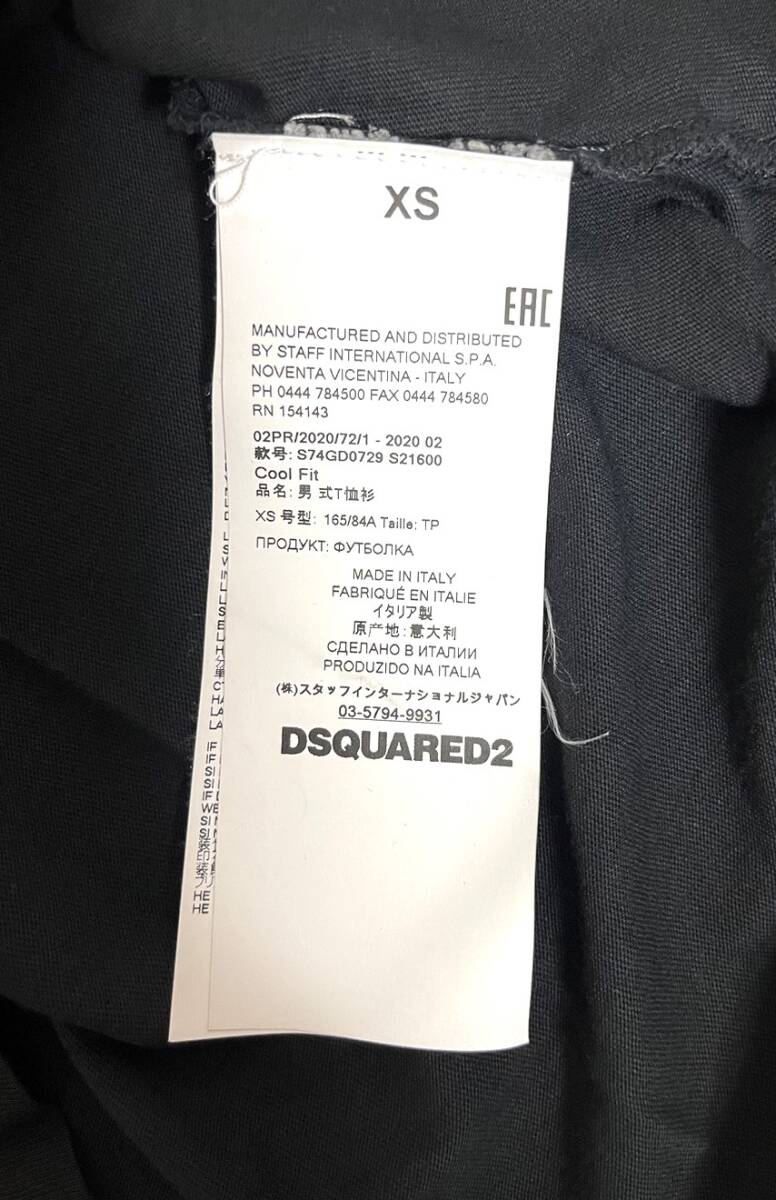 XS
EAC
MANUFACTURED AND DISTRIBUTED
BY STAFF INTERNATIONAL S.P.A.
NOVENTA VICENTINA - ITALY
PH 0444 784500 FAX 0444 784580
RN 154143
02PR/2020/72/1 - 2020 02
款号: S74GD0729 S21600
Cool Fit
品名: 男 式T恤衫
XS 号型: 165/84A Taille: TP
ПРОДУКТ: ФУТБОЛКА
MADE IN ITALY
FABRIQUÉ EN ITALIE
イタリア製
原产地: 意大利
СДЕЛАНО В ИТАЛИИ
PRODUZIDO NA ITALIA
(株)スタッフインターナショナルジャパン
03-5794-9931
DSQUARED2